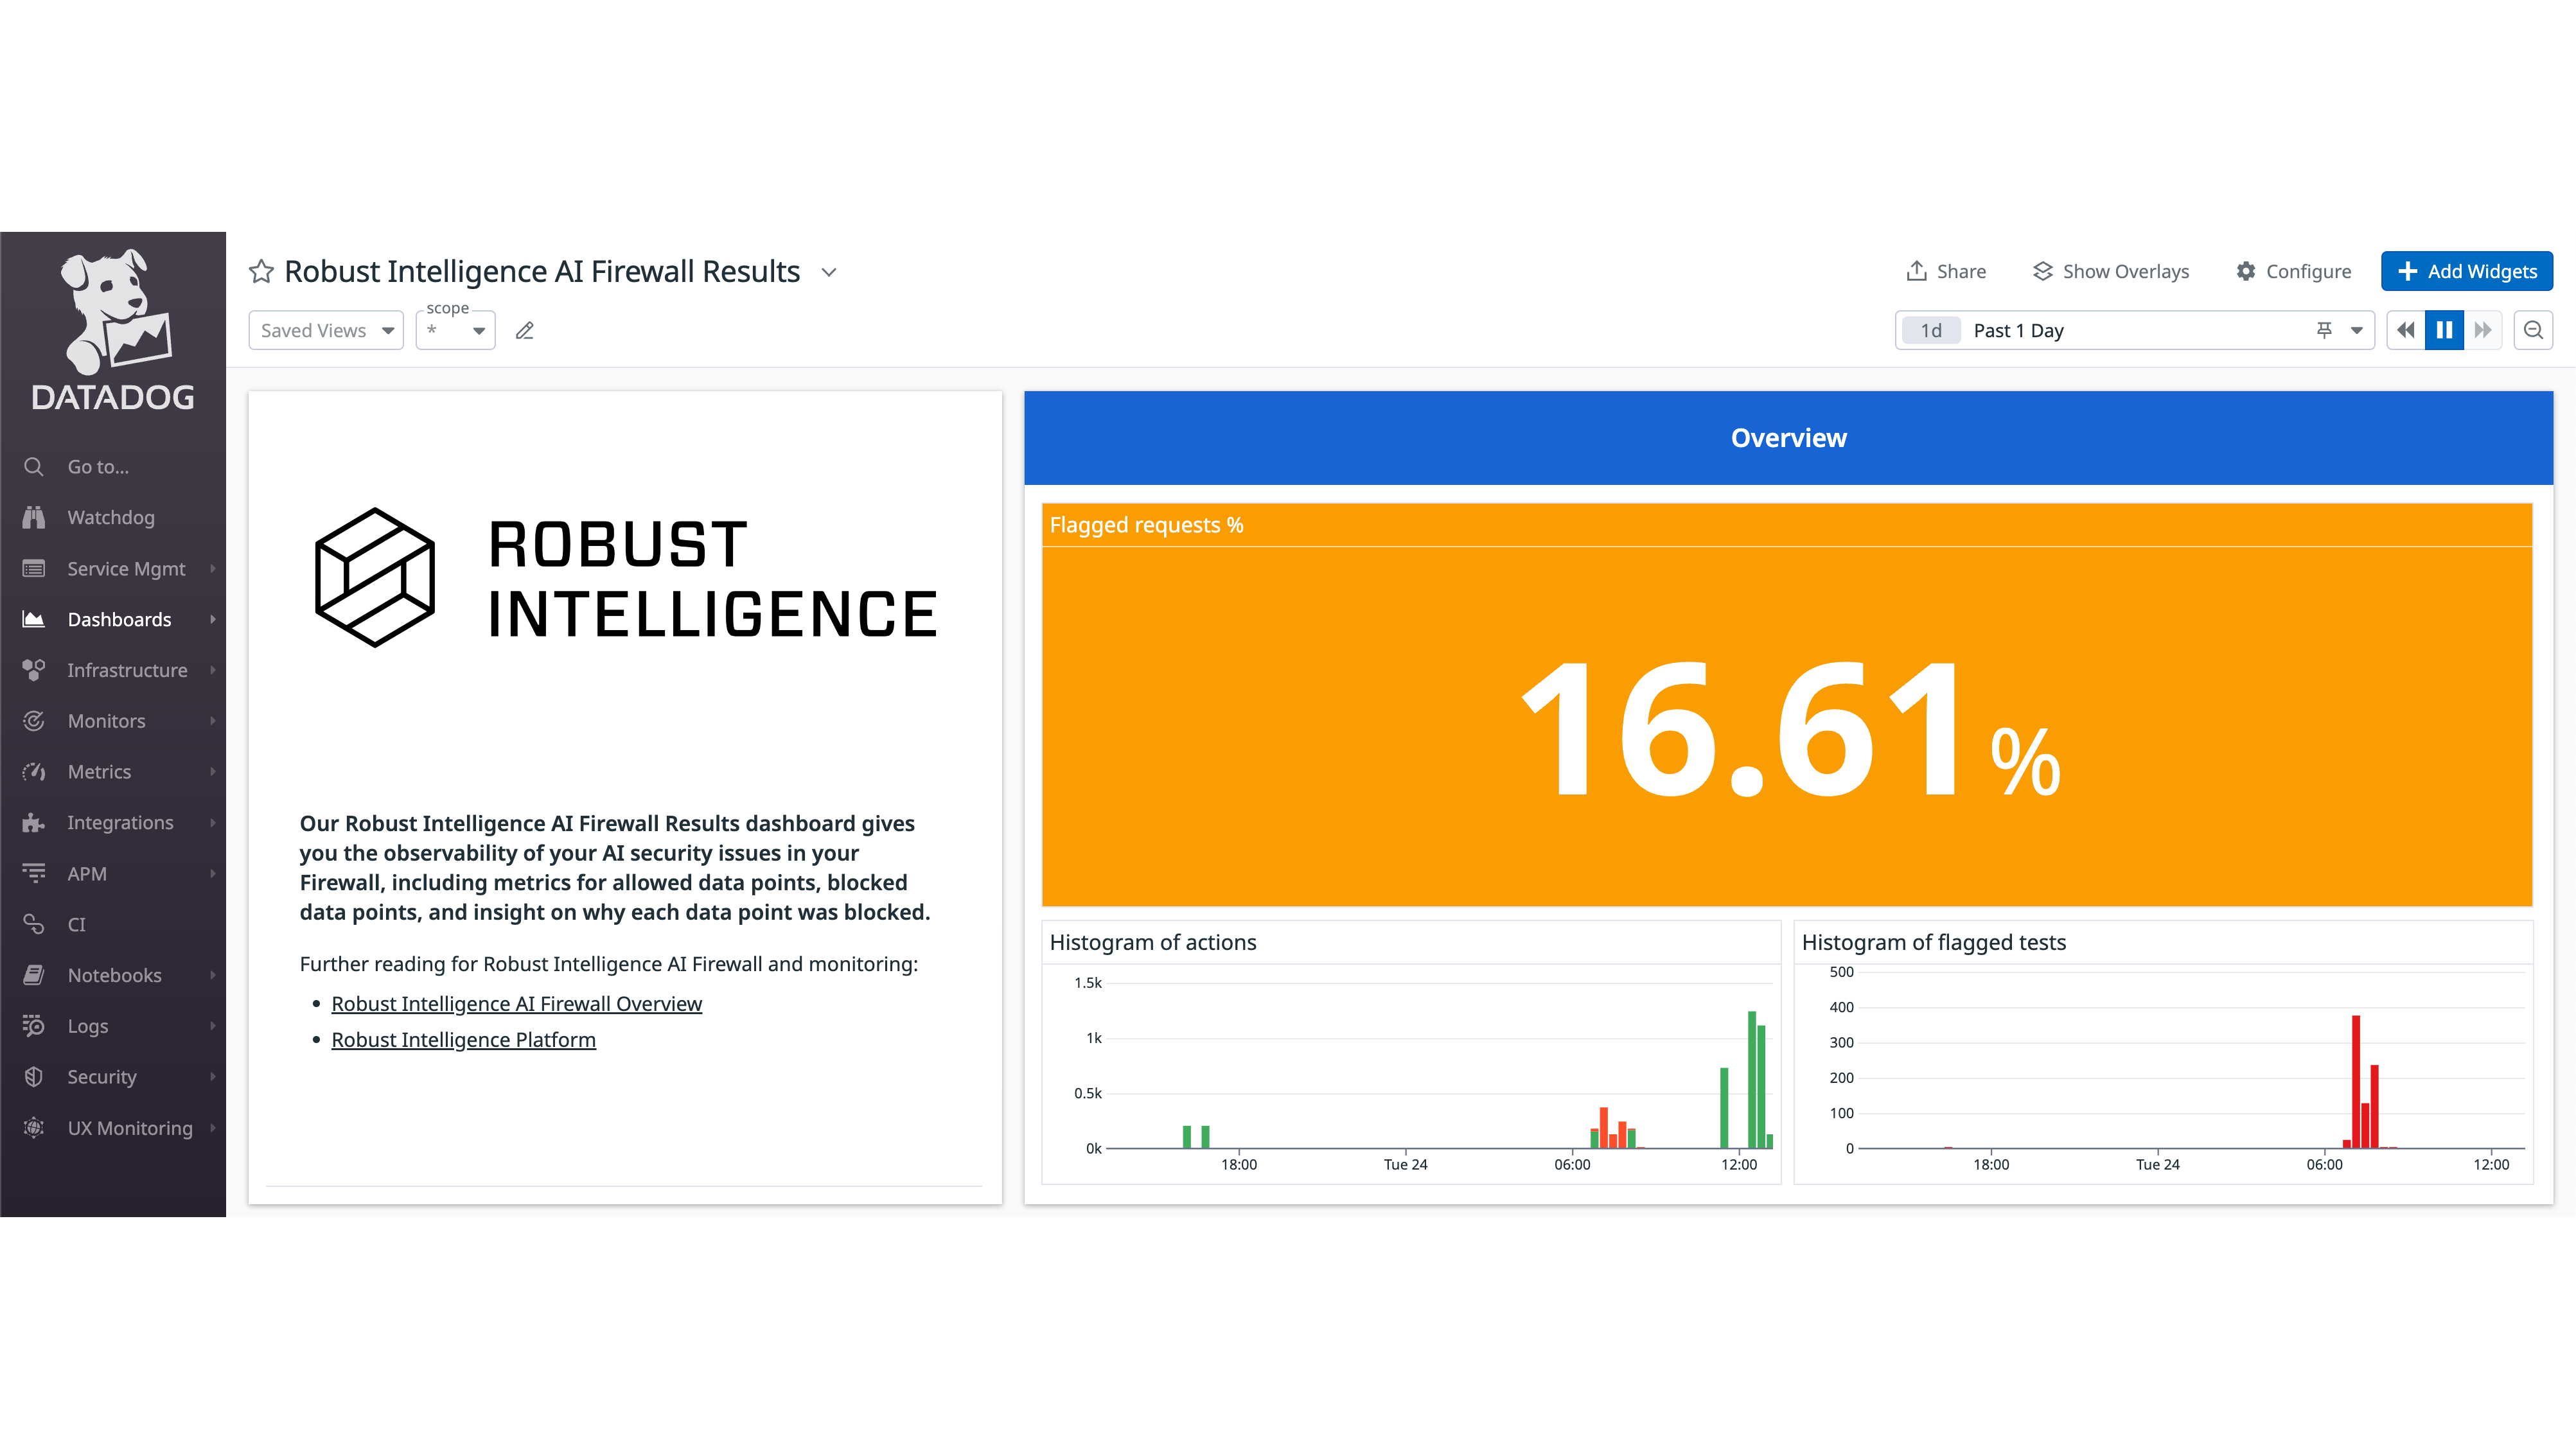 DATADOG
Go to...
Watchdog
Service Mgmt
Dashboards
Infrastructure
Monitors
Metrics
Integrations
APM
CI
Notebooks
Logs
Security
UX Monitoring
Robust Intelligence AI Firewall Results
Share
Show Overlays
Configure
Add Widgets
Saved Views
scope
*
1d Past 1 Day
ROBUST
INTELLIGENCE
Our Robust Intelligence AI Firewall Results dashboard gives
you the observability of your AI security issues in your
Firewall, including metrics for allowed data points, blocked
data points, and insight on why each data point was blocked.
Further reading for Robust Intelligence AI Firewall and monitoring:
• Robust Intelligence AI Firewall Overview
• Robust Intelligence Platform
Overview
Flagged requests %
16.61 %
Histogram of actions
1.5k
1k
0.5k
0k
18:00 Tue 24 06:00 12:00
Histogram of flagged tests
500
400
300
200
100
0
18:00 Tue 24 06:00 12:00